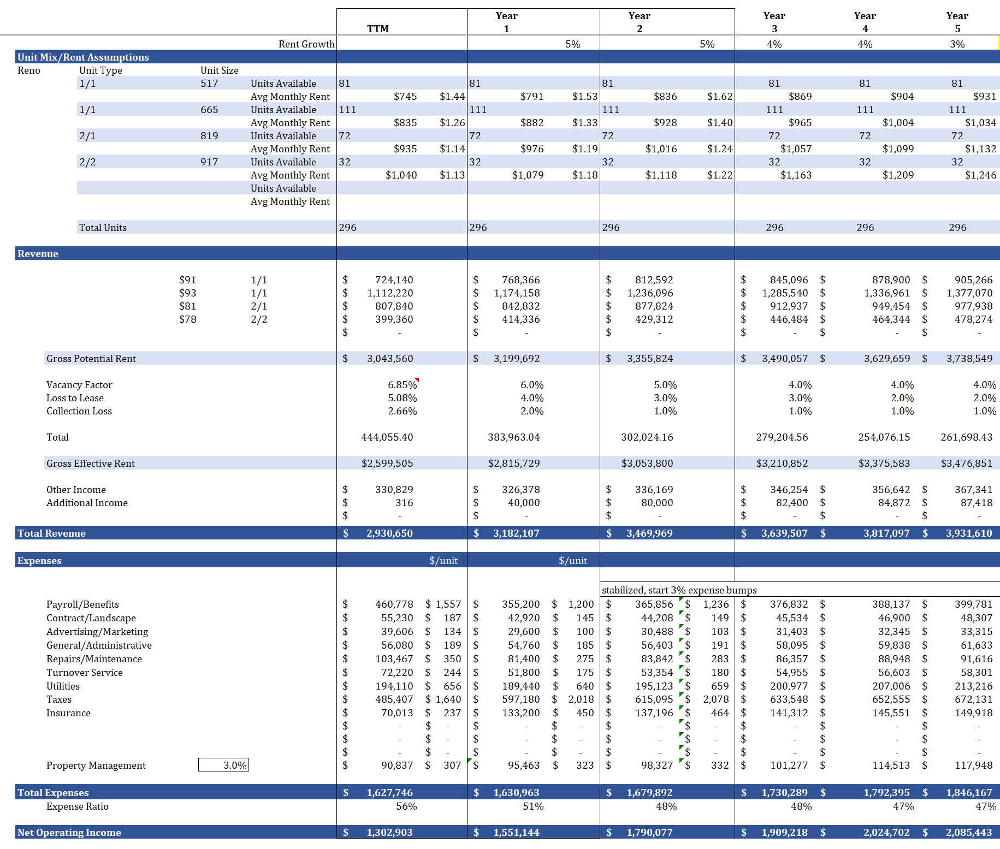 Year Year Year Year Year
TTM 1 2 3 4 5
Rent Growth 5% 5% 4% 4% 3%
Unit Mix/Rent Assumptions
Reno Unit Type Unit Size
1/1 517 Units Available 81 81 81 81 81 81
Avg Monthly Rent $745 $1.44 $791 $1.53 $836 $1.62 $869 $904 $931
1/1 665 Units Available 111 111 111 111 111 111
Avg Monthly Rent $835 $1.26 $882 $1.33 $928 $1.40 $965 $1,004 $1,034
2/1 819 Units Available 72 72 72 72 72 72
Avg Monthly Rent $935 $1.14 $976 $1.19 $1,016 $1.24 $1,057 $1,099 $1,132
2/2 917 Units Available 32 32 32 32 32 32
Avg Monthly Rent $1,040 $1.13 $1,079 $1.18 $1,118 $1.22 $1,163 $1,209 $1,246
Units Available
Avg Monthly Rent
Total Units 296 296 296 296 296 296
Revenue
$91 1/1 $ 724,140 $ 768,366 $ 812,592 $ 845,096 $ 878,900 $ 905,266
$93 1/1 $ 1,112,220 $ 1,174,158 $ 1,236,096 $ 1,285,540 $ 1,336,961 $ 1,377,070
$81 2/1 $ 807,840 $ 842,832 $ 877,824 $ 912,937 $ 949,454 $ 977,938
$78 2/2 $ 399,360 $ 414,336 $ 429,312 $ 446,484 $ 464,344 $ 478,274
$ - $ - $ - $ - $ - $ -
Gross Potential Rent $ 3,043,560 $ 3,199,692 $ 3,355,824 $ 3,490,057 $ 3,629,659 $ 3,738,549
Vacancy Factor 6.85% 6.0% 5.0% 4.0% 4.0% 4.0%
Loss to Lease 5.08% 4.0% 3.0% 3.0% 2.0% 2.0%
Collection Loss 2.66% 2.0% 1.0% 1.0% 1.0% 1.0%
Total 444,055.40 383,963.04 302,024.16 279,204.56 254,076.15 261,698.43
Gross Effective Rent $2,599,505 $2,815,729 $3,053,800 $3,210,852 $3,375,583 $3,476,851
Other Income $ 330,829 $ 326,378 $ 336,169 $ 346,254 $ 356,642 $ 367,341
Additional Income $ 316 $ 40,000 $ 80,000 $ 82,400 $ 84,872 $ 87,418
$ - $ - $ - $ - $ - $ -
Total Revenue $ 2,930,650 $ 3,182,107 $ 3,469,969 $ 3,639,507 $ 3,817,097 $ 3,931,610
Expenses $/unit $/unit
stabilized, start 3% expense bumps
Payroll/Benefits $ 460,778 $ 1,557 $ 355,200 $ 1,200 $ 365,856 $ 1,236 $ 376,832 $ 388,137 $ 399,781
Contract/Landscape $ 55,230 $ 187 $ 42,920 $ 145 $ 44,208 $ 149 $ 45,534 $ 46,900 $ 48,307
Advertising/Marketing $ 39,606 $ 134 $ 29,600 $ 100 $ 30,488 $ 103 $ 31,403 $ 32,345 $ 33,315
General/Administrative $ 56,080 $ 189 $ 54,760 $ 185 $ 56,403 $ 191 $ 58,095 $ 59,838 $ 61,633
Repairs/Maintenance $ 103,467 $ 350 $ 81,400 $ 275 $ 83,842 $ 283 $ 86,357 $ 88,948 $ 91,616
Turnover Service $ 72,220 $ 244 $ 51,800 $ 175 $ 53,354 $ 180 $ 54,955 $ 56,603 $ 58,301
Utilities $ 194,110 $ 656 $ 189,440 $ 640 $ 195,123 $ 659 $ 200,977 $ 207,006 $ 213,216
Taxes $ 485,407 $ 1,640 $ 597,180 $ 2,018 $ 615,095 $ 2,078 $ 633,548 $ 652,555 $ 672,131
Insurance $ 70,013 $ 237 $ 133,200 $ 450 $ 137,196 $ 464 $ 141,312 $ 145,551 $ 149,918
$ - $ - $ - $ - $ - $ - $ - $ - $ -
$ - $ - $ - $ - $ - $ - $ - $ - $ -
$ - $ - $ - $ - $ - $ - $ - $ - $ -
Property Management 3.0% $ 90,837 $ 307 $ 95,463 $ 323 $ 98,327 $ 332 $ 101,277 $ 114,513 $ 117,948
Total Expenses $ 1,627,746 $ 1,630,963 $ 1,679,892 $ 1,730,289 $ 1,792,395 $ 1,846,167
Expense Ratio 56% 51% 48% 48% 47% 47%
Net Operating Income $ 1,302,903 $ 1,551,144 $ 1,790,077 $ 1,909,218 $ 2,024,702 $ 2,085,443